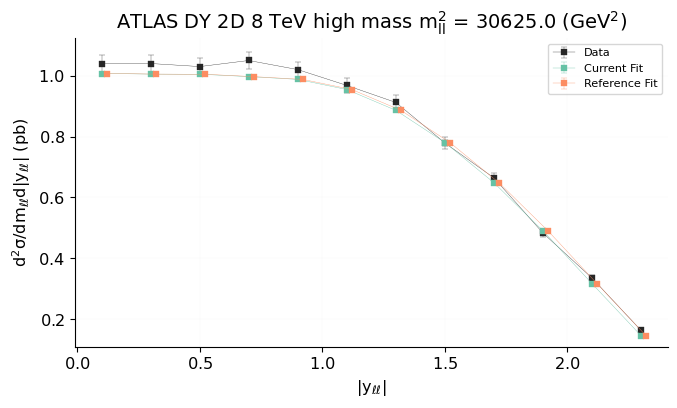 ATLAS DY 2D 8 TeV high mass m²ll = 30625.0 (GeV²)
Data
Current Fit
Reference Fit
d²σ/dmℓℓd|yℓℓ| (pb)
1.0
0.8
0.6
0.4
0.2
0.0 0.5 1.0 1.5 2.0
|yℓℓ|